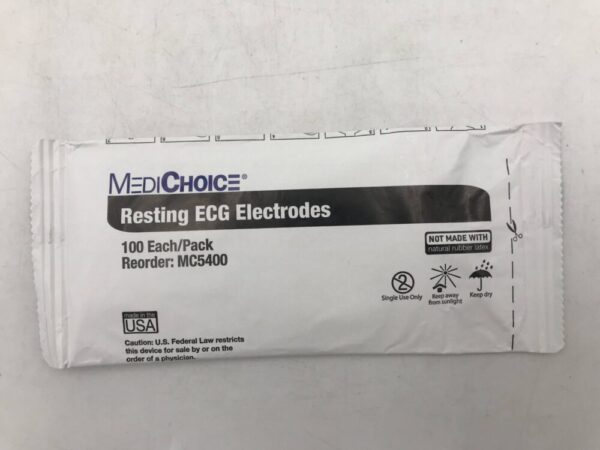 MEDICHOICE®
Resting ECG Electrodes
100 Each/Pack
Reorder: MC5400
NOT MADE WITH
natural rubber latex
2
Single Use Only
Keep away
from sunlight
Keep dry
made in the
USA
Caution: U.S. Federal Law restricts
this device for sale by or on the
order of a physician.